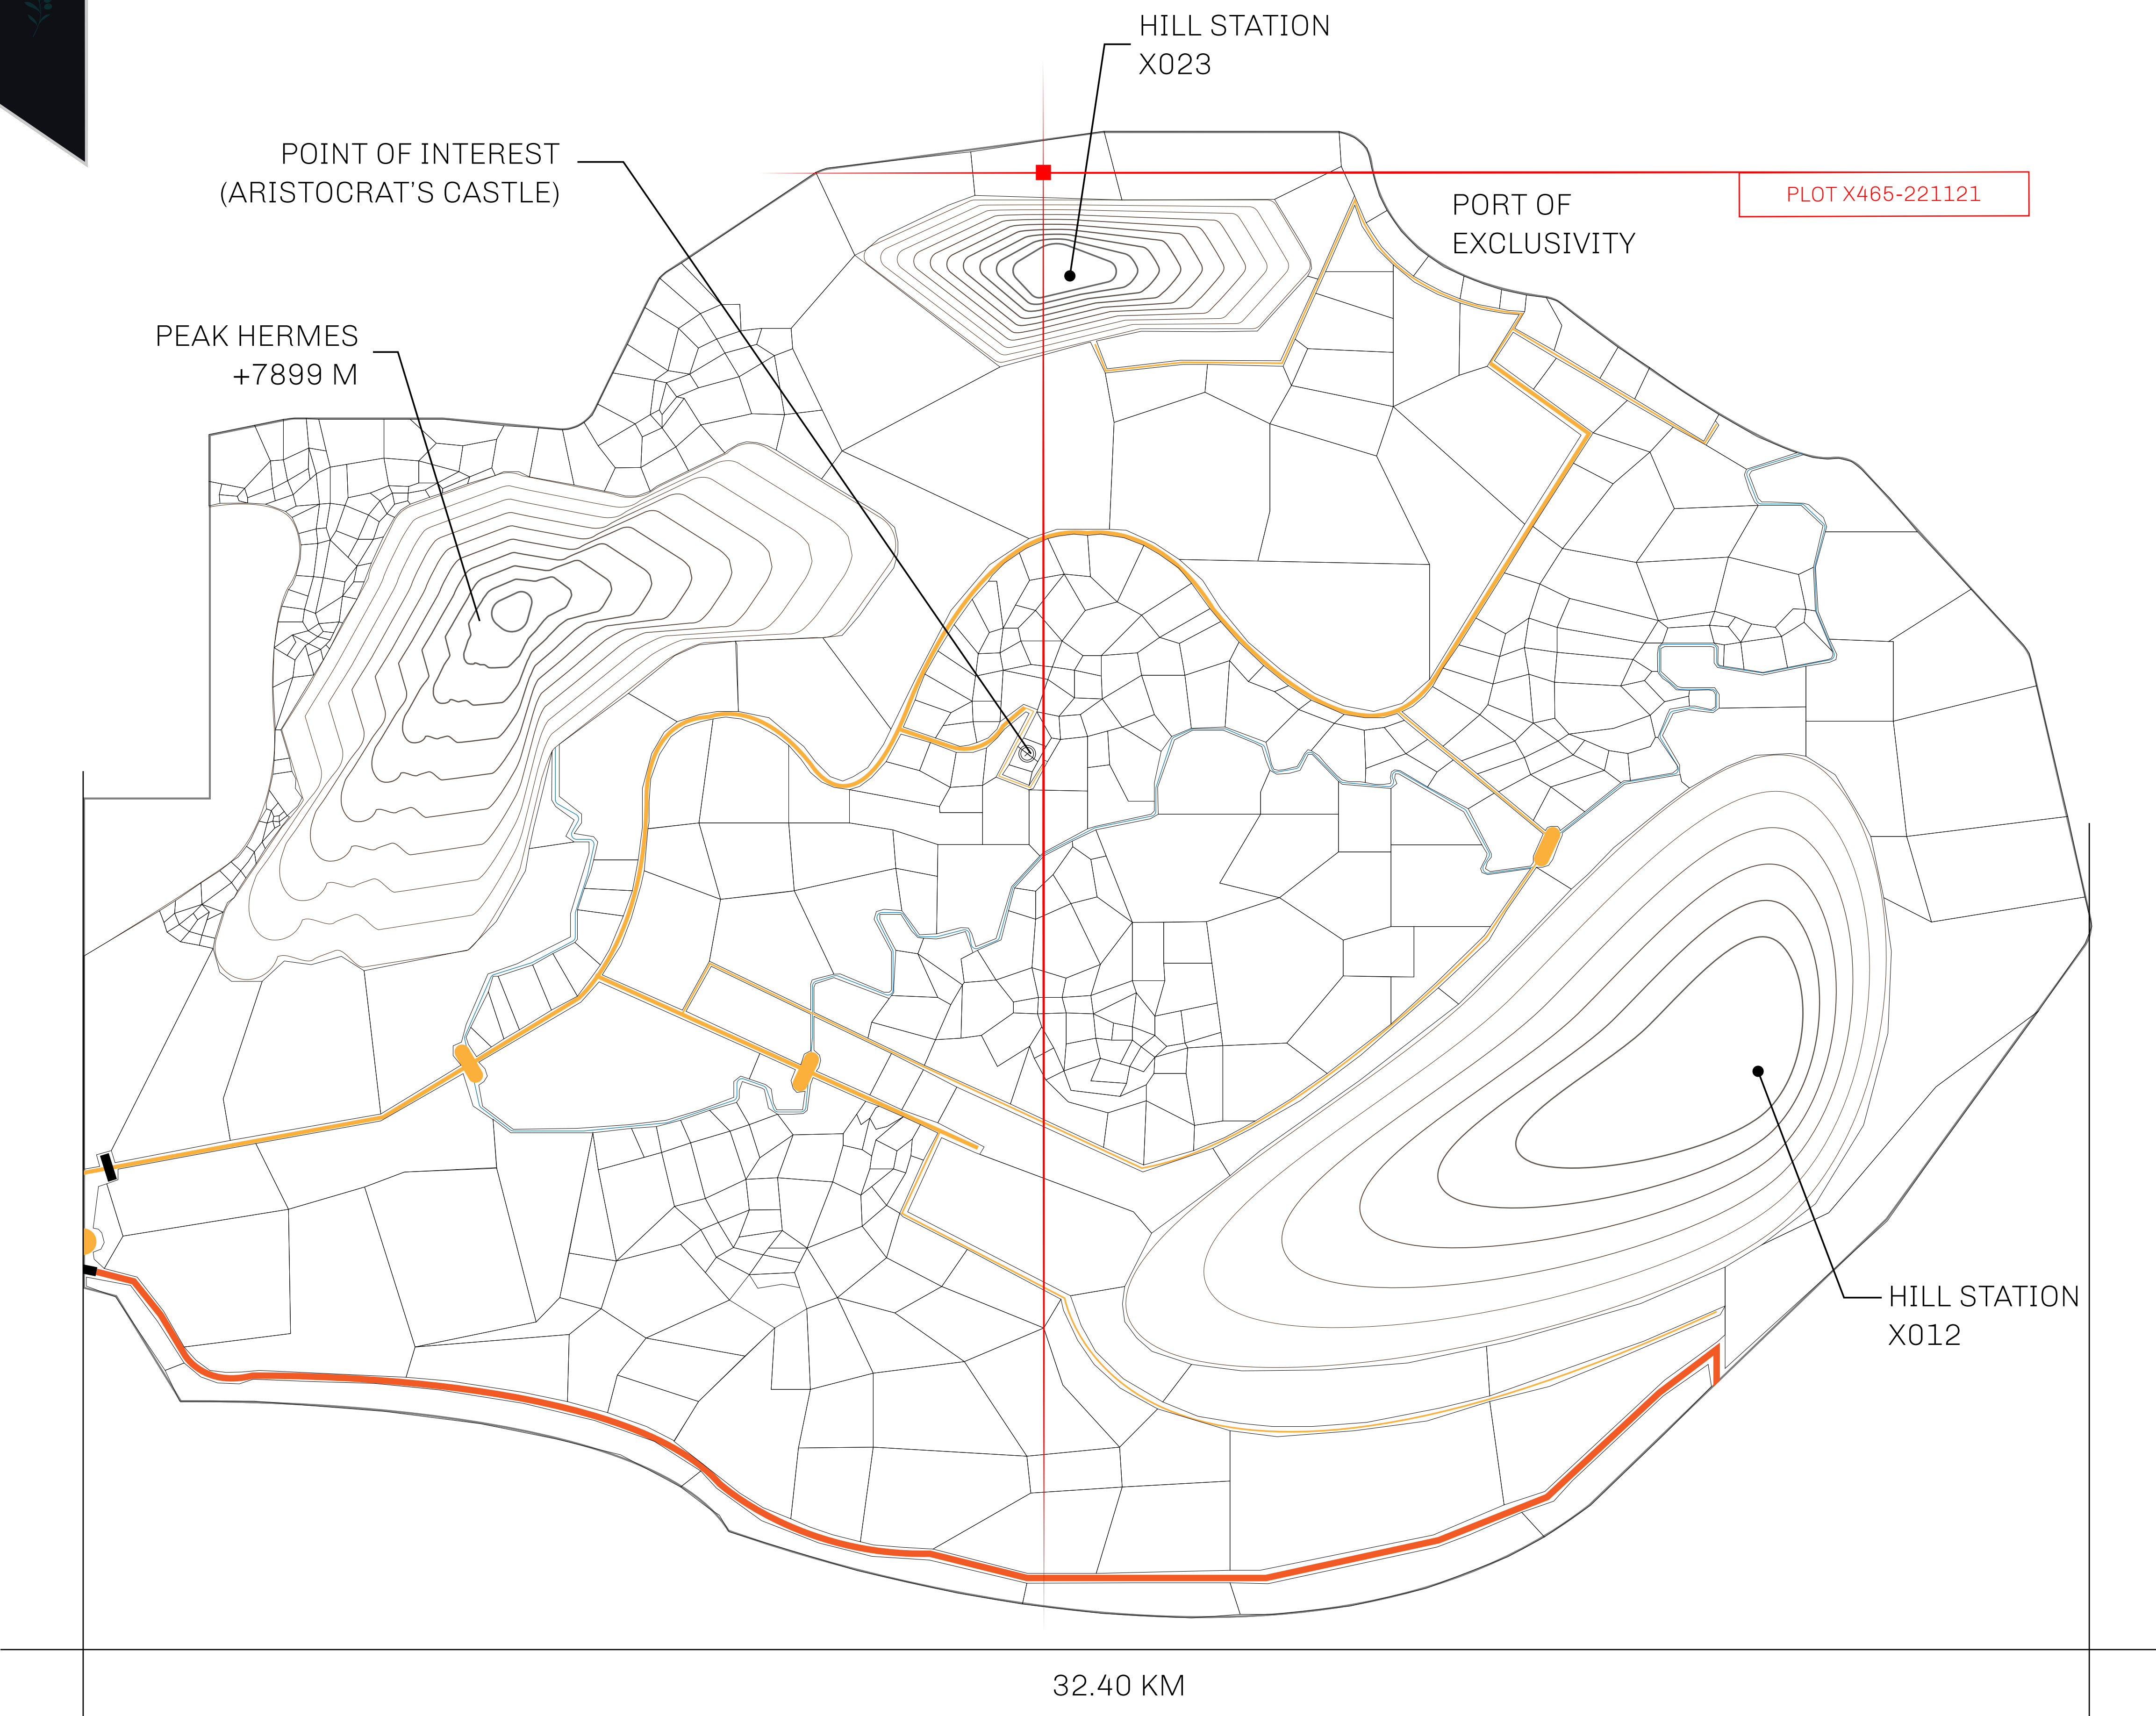 HILL STATION
X023
POINT OF INTEREST
(ARISTOCRAT'S CASTLE)
PLOT X465-221121
PORT OF
EXCLUSIVITY
PEAK HERMES
+7899 M
HILL STATION
X012
32.40 KM